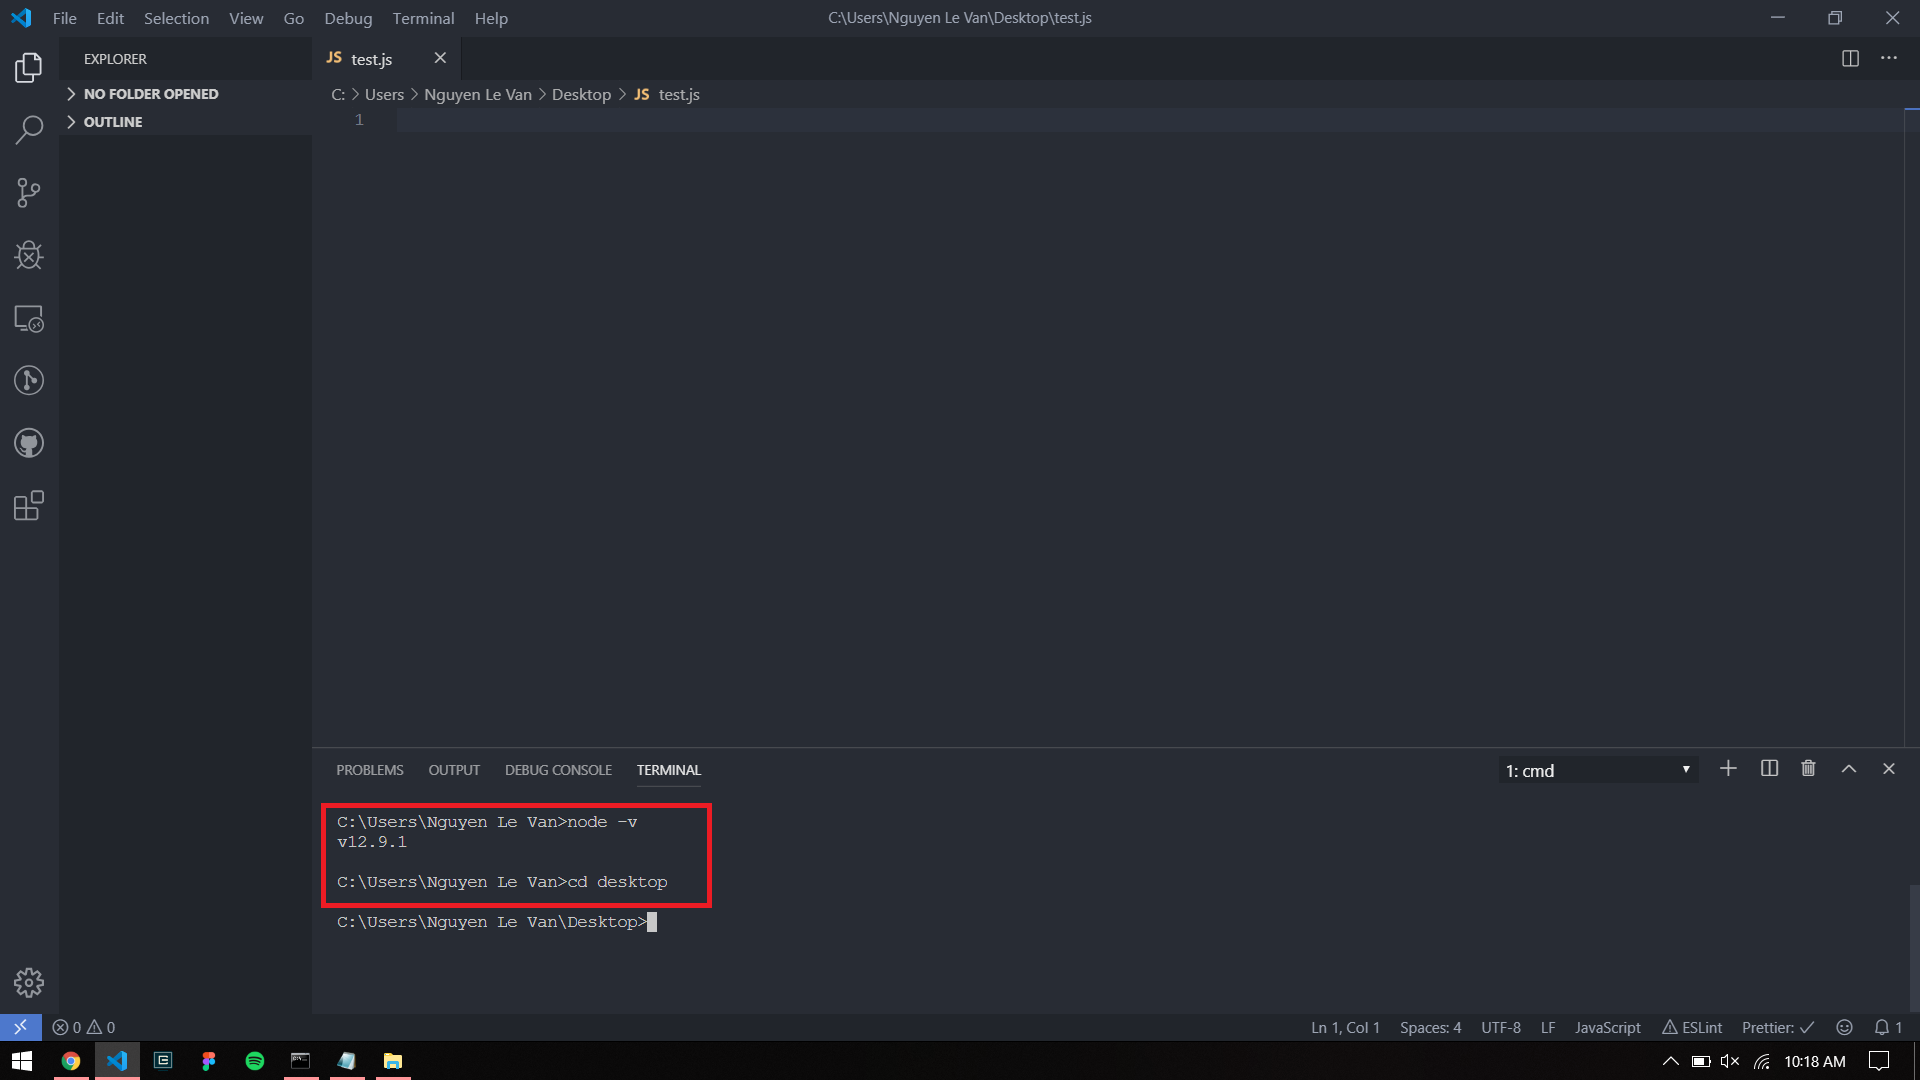 File Edit Selection View Go Debug Terminal Help
C:\Users\Nguyen Le Van\Desktop\test.js
EXPLORER
NO FOLDER OPENED
OUTLINE
JS test.js
C: Users Nguyen Le Van Desktop JS test.js
1
PROBLEMS OUTPUT DEBUG CONSOLE TERMINAL
1: cmd
C:\Users\Nguyen Le Van>node -v
v12.9.1
C:\Users\Nguyen Le Van>cd desktop
C:\Users\Nguyen Le Van\Desktop>
0 0
Ln 1, Col 1 Spaces: 4 UTF-8 LF JavaScript ESLint Prettier: 1
10:18 AM